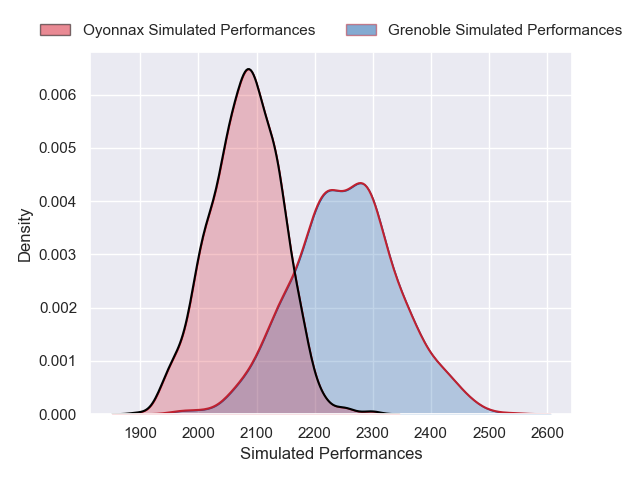 Oyonnax Simulated Performances
Grenoble Simulated Performances
Density
0.006
0.005
0.004
0.003
0.002
0.001
0.000
1900 2000 2100 2200 2300 2400 2500 2600
Simulated Performances